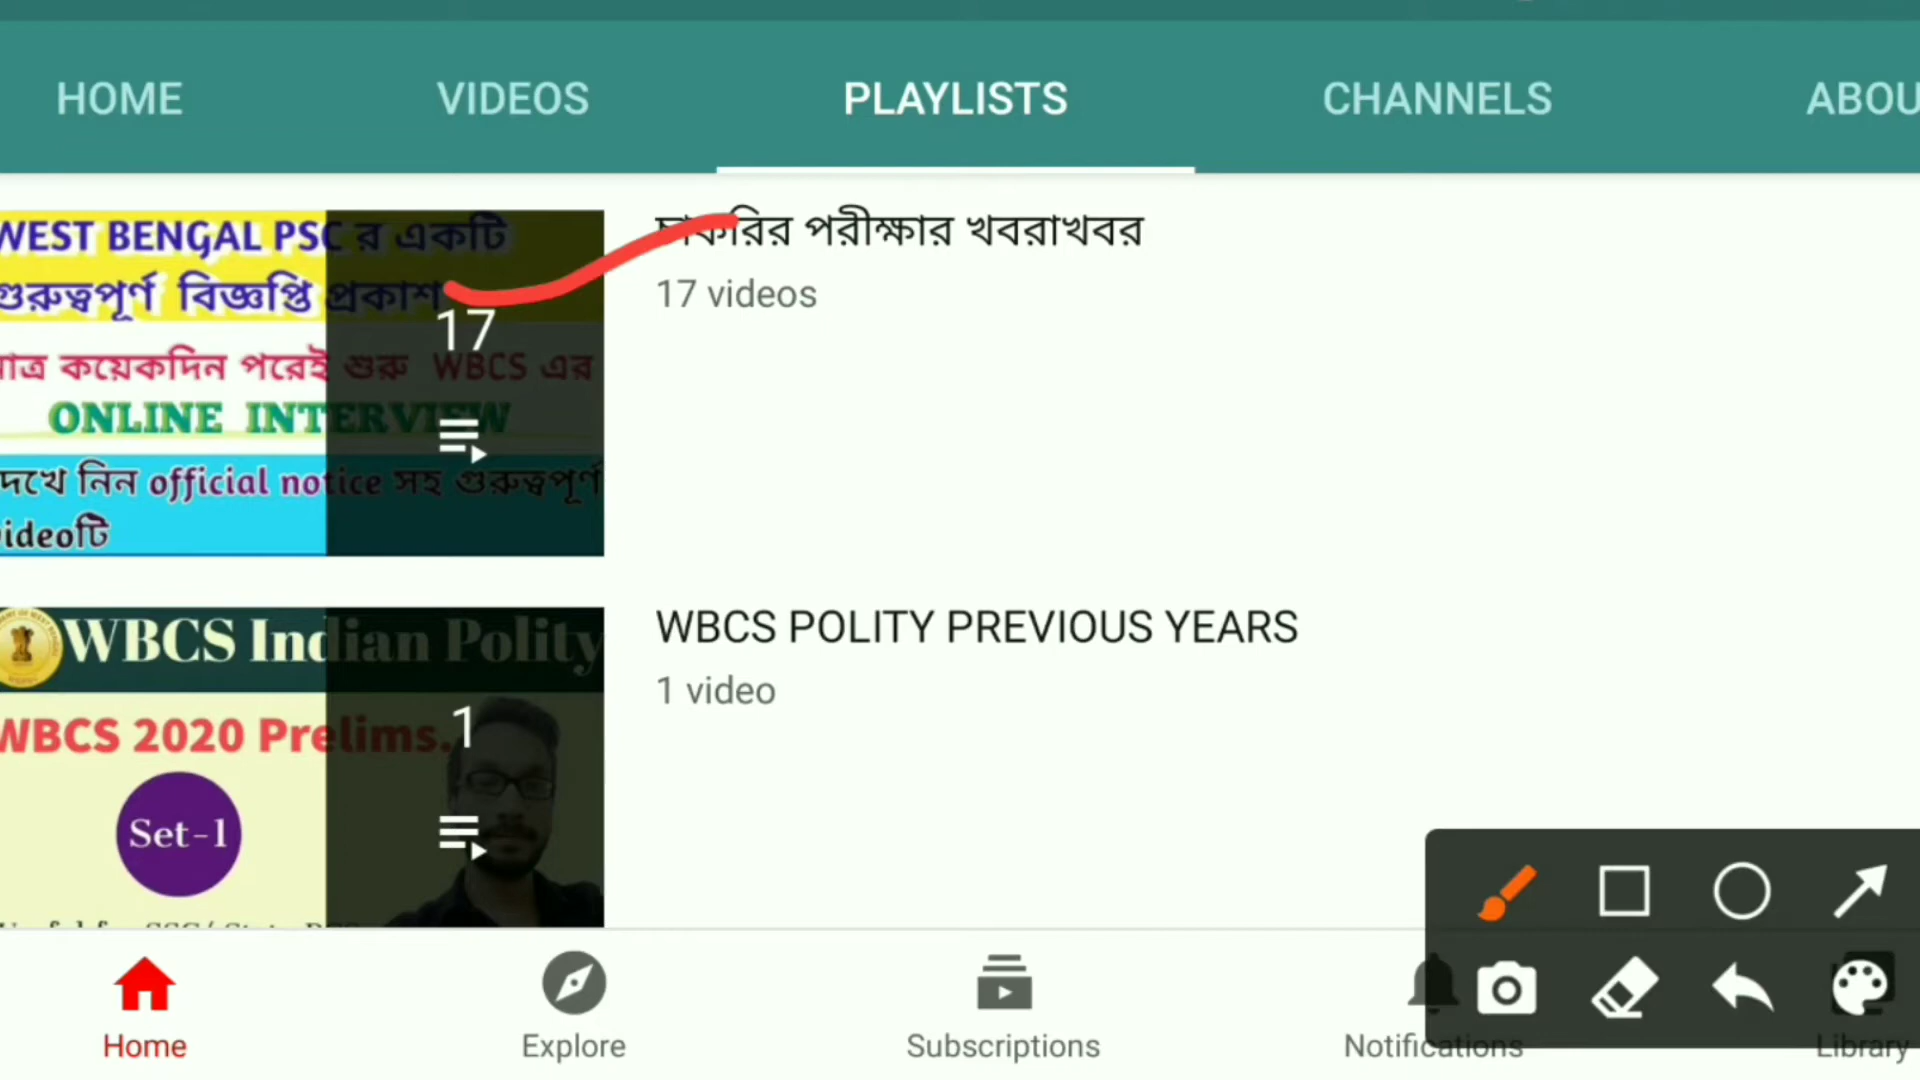 HOME VIDEOS PLAYLISTS CHANNELS ABOU
WEST BENGAL PSC র একটি
গুরুত্বপূর্ণ বিজ্ঞপ্তি প্রকাশ
17
মাত্র কয়েকদিন পরেই শুরু WBCS এর
ONLINE INTERVIEW
দেখে নিন official notice সহ গুরুত্বপূর্ণ
videoটি
চাকরির পরীক্ষার খবরাখবর
17 videos
WBCS Indian Polity
WBCS 2020 Prelims.
1
Set-1
WBCS POLITY PREVIOUS YEARS
1 video
Home Explore Subscriptions Notifications Library